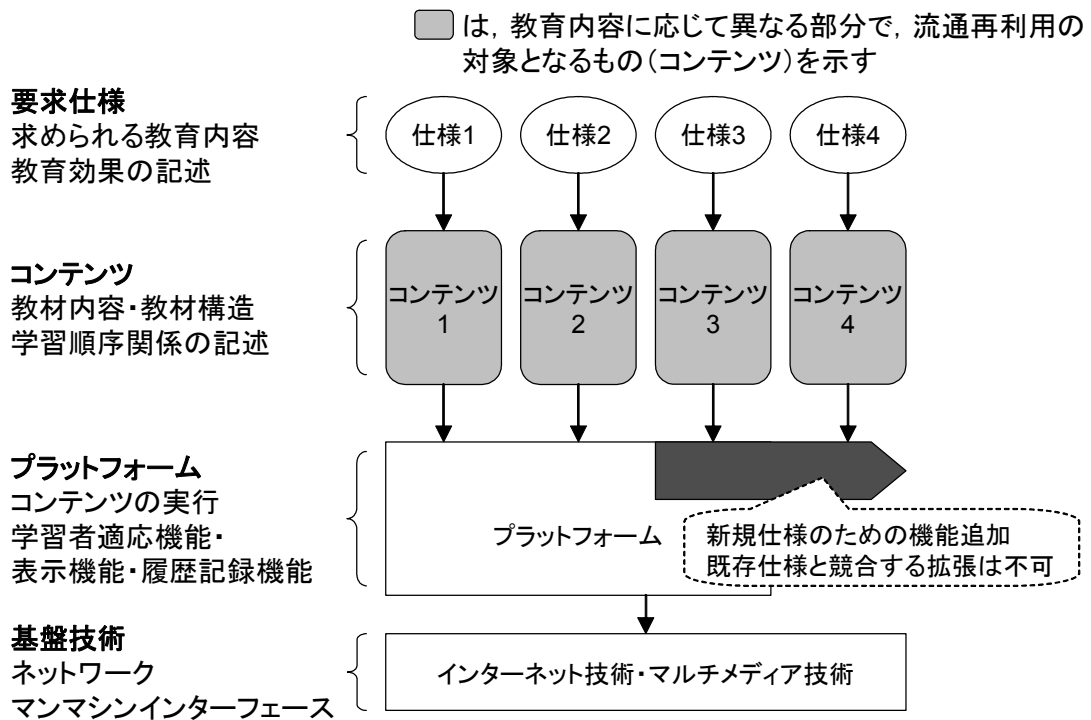 は，教育内容に応じて異なる部分で，流通再利用の
対象となるもの（コンテンツ）を示す
要求仕様
求められる教育内容
教育効果の記述
仕様1
仕様2
仕様3
仕様4
コンテンツ
教材内容・教材構造
学習順序関係の記述
コンテンツ
1
コンテンツ
2
コンテンツ
3
コンテンツ
4
プラットフォーム
コンテンツの実行
学習者適応機能・
表示機能・履歴記録機能
プラットフォーム
新規仕様のための機能追加
既存仕様と競合する拡張は不可
基盤技術
ネットワーク
マンマシンインターフェース
インターネット技術・マルチメディア技術